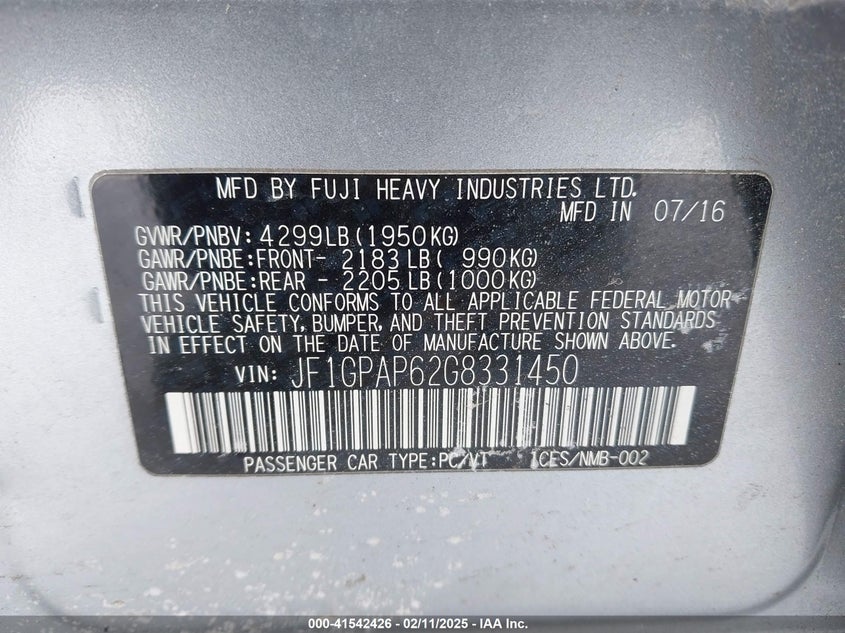 MFD BY FUJI HEAVY INDUSTRIES LTD.
MFD IN 07/16
GVWR/PNBV: 4299LB(1950KG)
GAWR/PNBE:FRONT- 2183LB( 990KG)
GAWR/PNBE:REAR - 2205LB(1000KG)
THIS VEHICLE CONFORMS TO ALL APPLICABLE FEDERAL MOTOR
VEHICLE SAFETY, BUMPER, AND THEFT PREVENTION STANDARDS
IN EFFECT ON THE DATE OF MANUFACTURE SHOWN ABOVE.
VIN: JF1GPAP62G8331450
PASSENGER CAR TYPE:PC/VT ICES/NMB-002
000-41542426 - 02/11/2025 - IAA Inc.